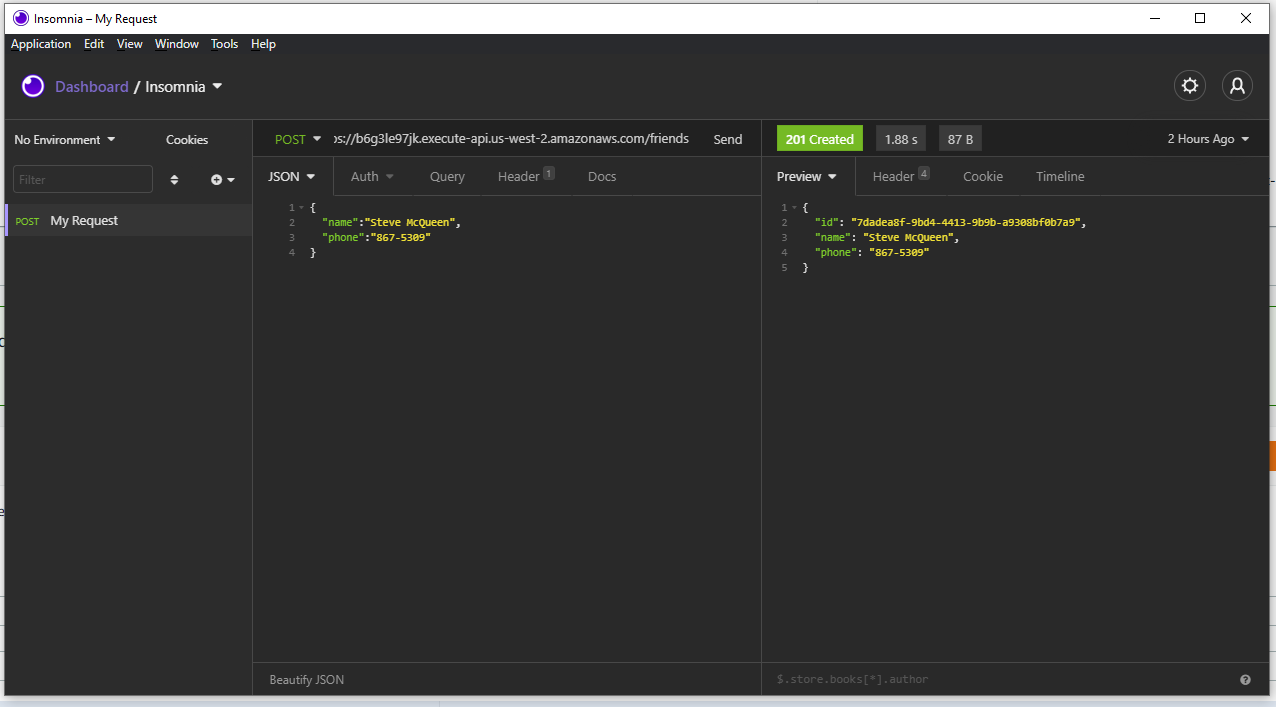 Insomnia – My Request
Application Edit View Window Tools Help
Dashboard / Insomnia
No Environment Cookies
Filter
POST My Request
POST ps://b6g3le97jk.execute-api.us-west-2.amazonaws.com/friends Send
JSON Auth Query Header 1 Docs
1 {
2 "name":"Steve McQueen",
3 "phone":"867-5309"
4 }
Beautify JSON
201 Created 1.88 s 87 B 2 Hours Ago
Preview Header 4 Cookie Timeline
1 {
2 "id": "7dadea8f-9bd4-4413-9b9b-a9308bf0b7a9",
3 "name": "Steve McQueen",
4 "phone": "867-5309"
5 }
$.store.books[*].author